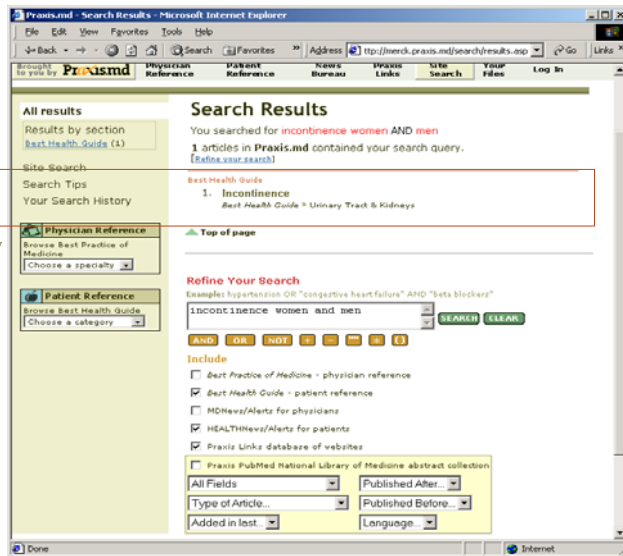 Praxis.md - Search Results - Microsoft Internet Explorer
File Edit View Favorites Tools Help
Back Search Favorites » Address ttp://merck.praxis.md/search/results.asp Go Links »
Brought to you by Praxis.md Physician Reference Patient Reference News Bureau Praxis Links Site Search Your Files Log In
All results
Results by section
Best Health Guide (1)
Site Search
Search Tips
Your Search History
Physician Reference
Browse Best Practice of Medicine
Choose a specialty
Patient Reference
Browse Best Health Guide
Choose a category
Search Results
You searched for incontinence women AND men
1 articles in Praxis.md contained your search query.
[Refine your search]
Best Health Guide
1. Incontinence
Best Health Guide » Urinary Tract & Kidneys
Top of page
Refine Your Search
Example: hypertension OR "congestive heart failure" AND "beta blockers"
incontinence women and men
SEARCH CLEAR
AND OR NOT + - "" * ()
Include
Best Practice of Medicine - physician reference
Best Health Guide - patient reference
MDNews/Alerts for physicians
HEALTHNews/Alerts for patients
Praxis Links database of websites
Praxis PubMed National Library of Medicine abstract collection
All Fields Published After...
Type of Article... Published Before...
Added in last... Language...
Done Internet